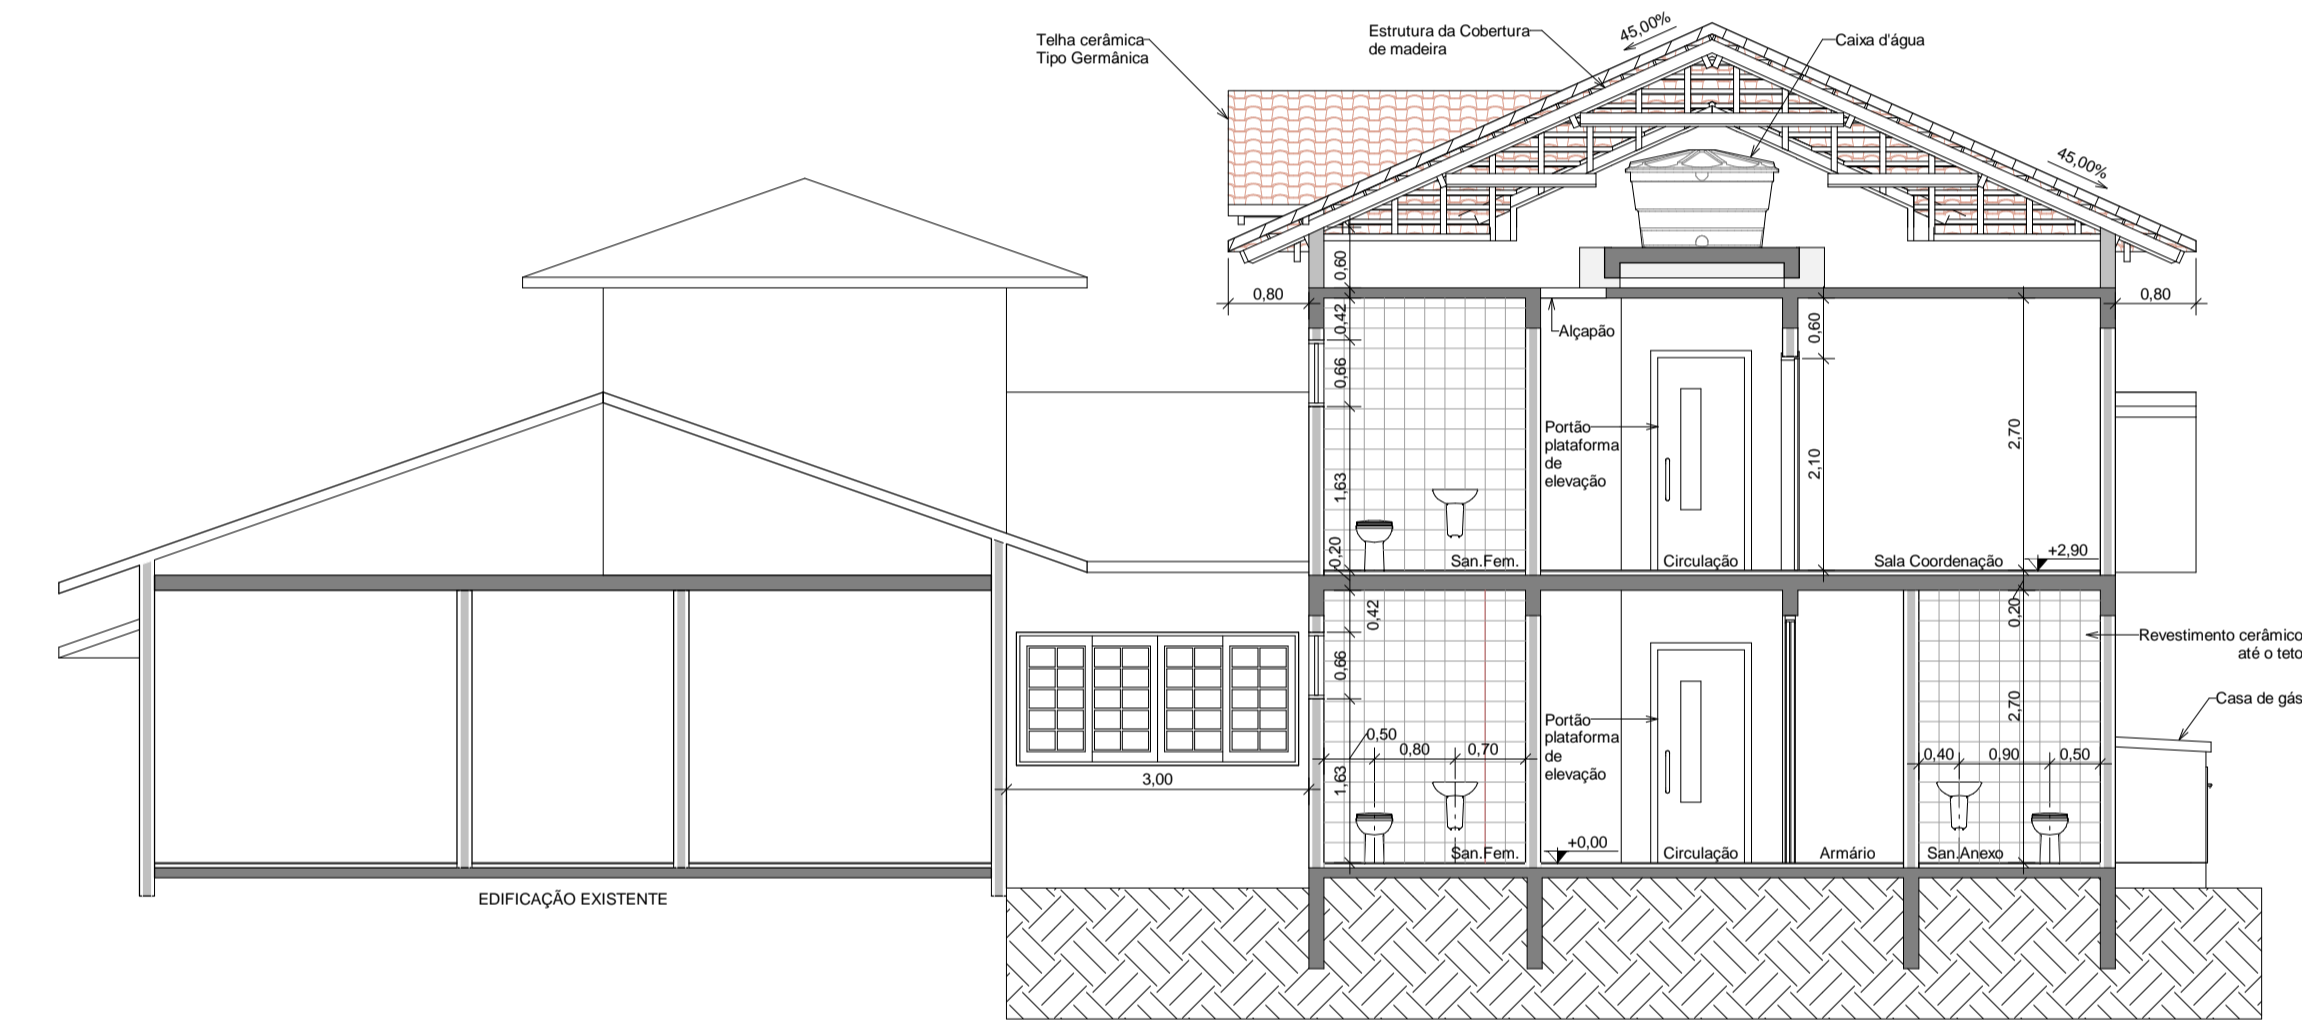 45,00%
Telha cerâmica
Tipo Germânica
Estrutura da Cobertura
de madeira
Caixa d'água
45,00%
0,80
0,60
0,80
0,42
Alçapão
0,60
0,66
Portão
plataforma
de
elevação
2,10
2,70
1,63
0,20
San.Fem.
Circulação
Sala Coordenação
+2,90
0,42
0,20
Revestimento cerâmico
até o teto
0,66
Casa de gás
2,70
Portão
plataforma
de
elevação
0,50
0,80
0,70
0,40
0,90
0,50
3,00
1,63
San.Fem.
+0,00
Circulação
Armário
San.Anexo
EDIFICAÇÃO EXISTENTE